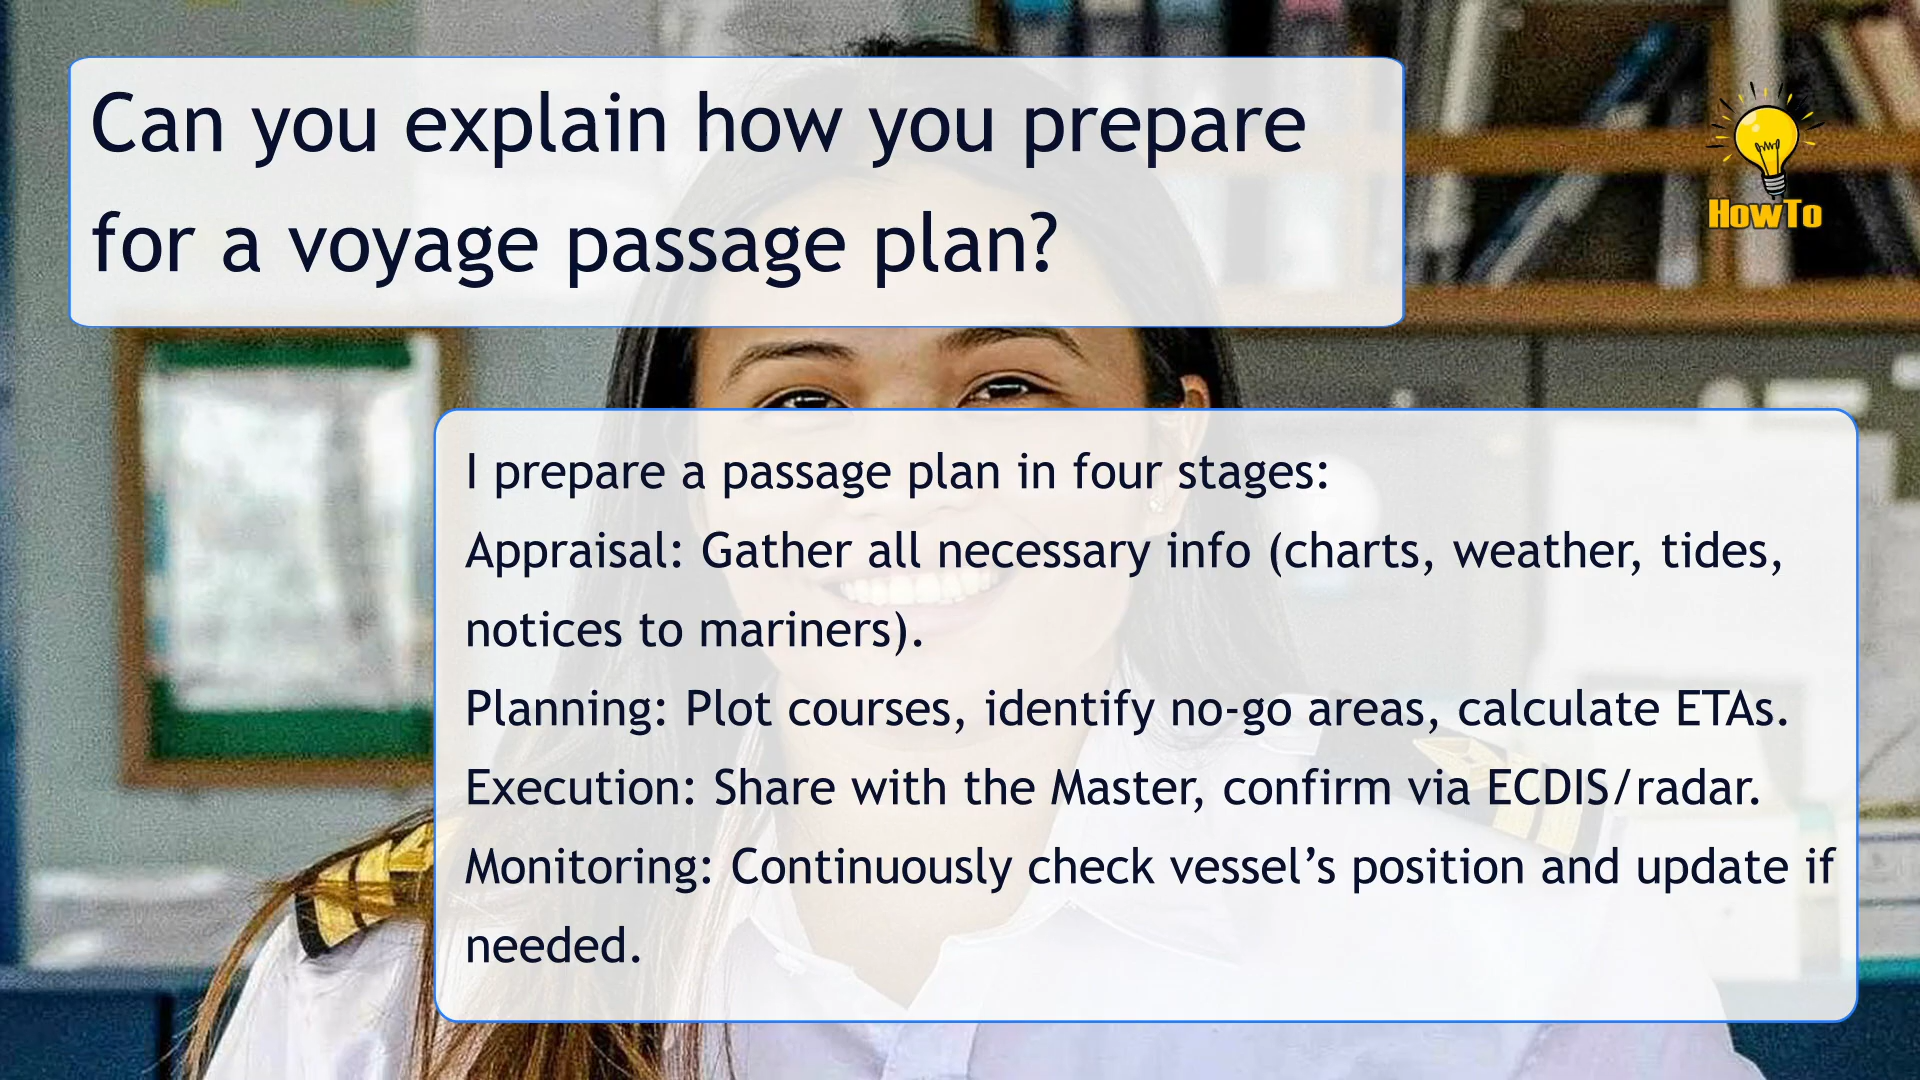 Can you explain how you prepare
for a voyage passage plan?
HowTo
I prepare a passage plan in four stages:
Appraisal: Gather all necessary info (charts, weather, tides,
notices to mariners).
Planning: Plot courses, identify no-go areas, calculate ETAs.
Execution: Share with the Master, confirm via ECDIS/radar.
Monitoring: Continuously check vessel’s position and update if
needed.